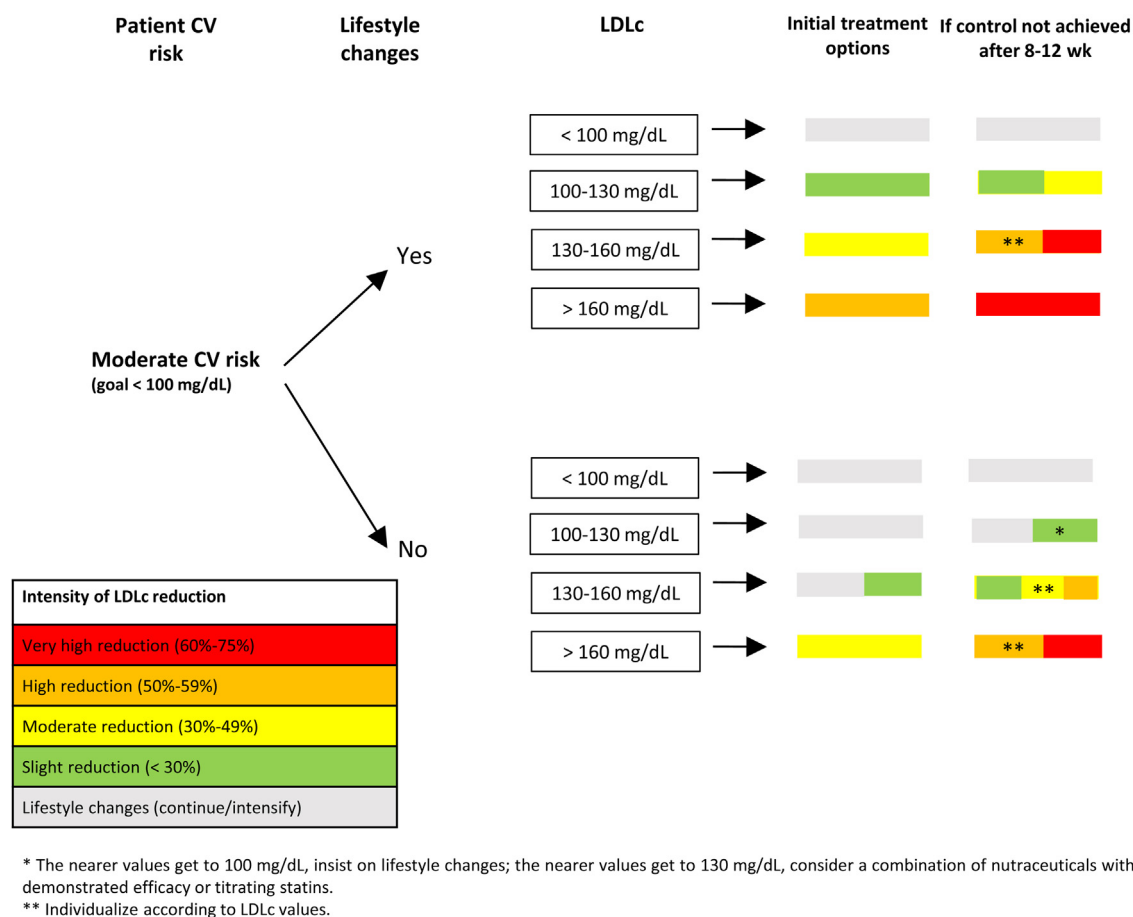 Patient CV
risk
Lifestyle
changes
LDLc
Initial treatment
options
If control not achieved
after 8-12 wk
< 100 mg/dL
100-130 mg/dL
**
130-160 mg/dL
Yes
> 160 mg/dL
Moderate CV risk
(goal < 100 mg/dL)
< 100 mg/dL
100-130 mg/dL
*
No
130-160 mg/dL
**
> 160 mg/dL
**
Intensity of LDLc reduction
Very high reduction (60%-75%)
High reduction (50%-59%)
Moderate reduction (30%-49%)
Slight reduction (< 30%)
Lifestyle changes (continue/intensify)
* The nearer values get to 100 mg/dL, insist on lifestyle changes; the nearer values get to 130 mg/dL, consider a combination of nutraceuticals with
demonstrated efficacy or titrating statins.
** Individualize according to LDLc values.